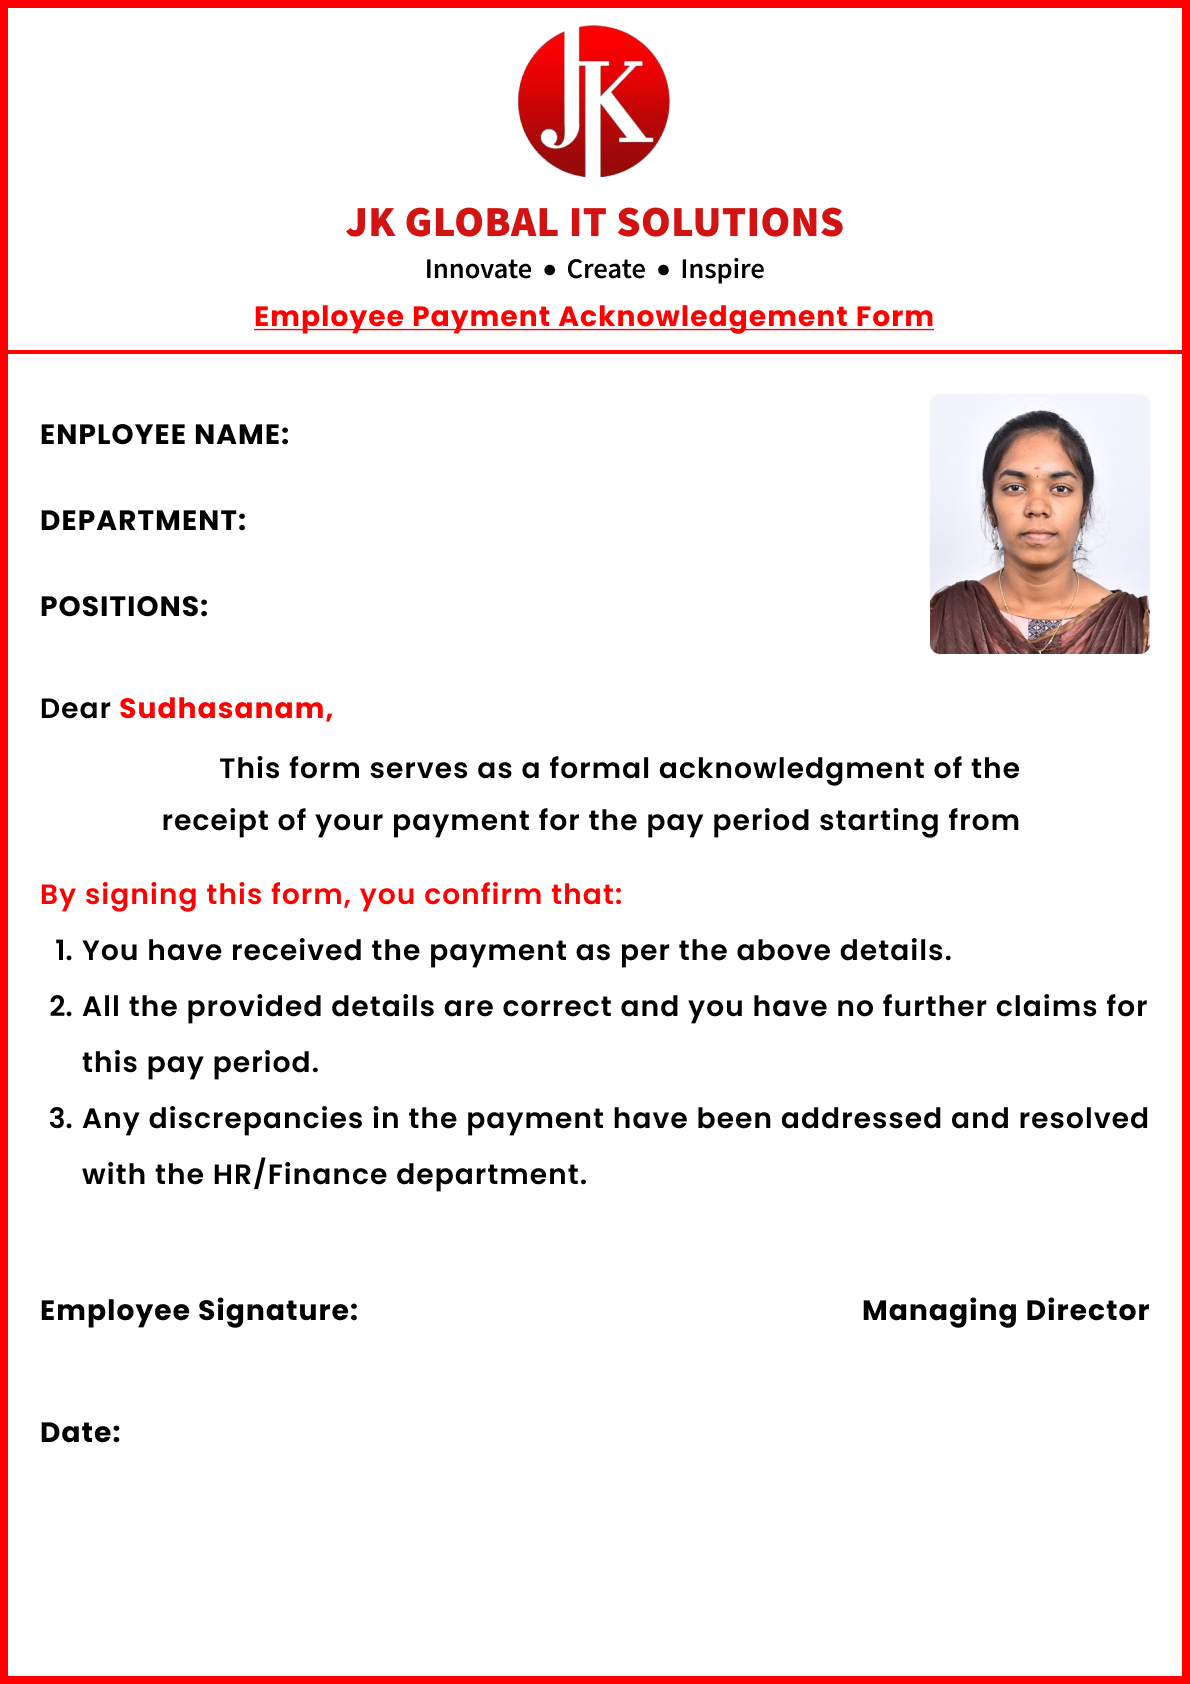 JK
JK GLOBAL IT SOLUTIONS
Innovate ● Create ● Inspire
Employee Payment Acknowledgement Form
ENPLOYEE NAME:
DEPARTMENT:
POSITIONS:
Dear Sudhasanam,
This form serves as a formal acknowledgment of the
receipt of your payment for the pay period starting from
By signing this form, you confirm that:
1. You have received the payment as per the above details.
2. All the provided details are correct and you have no further claims for
this pay period.
3. Any discrepancies in the payment have been addressed and resolved
with the HR/Finance department.
Employee Signature: Managing Director
Date: